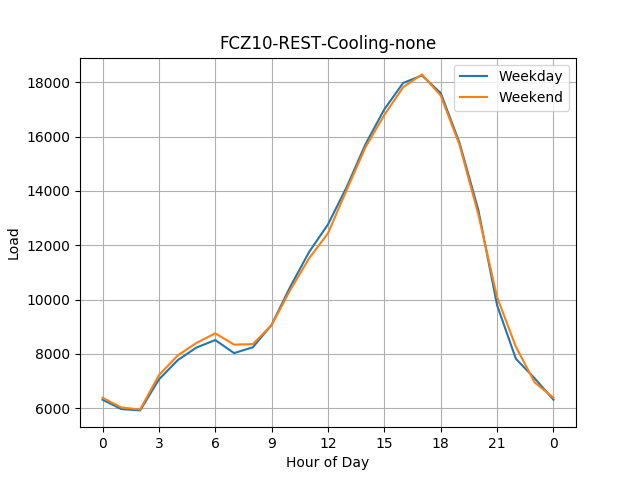 FCZ10-REST-Cooling-none
Weekday
Weekend
18000
16000
14000
12000
10000
8000
6000
Load
0 3 6 9 12 15 18 21 0
Hour of Day